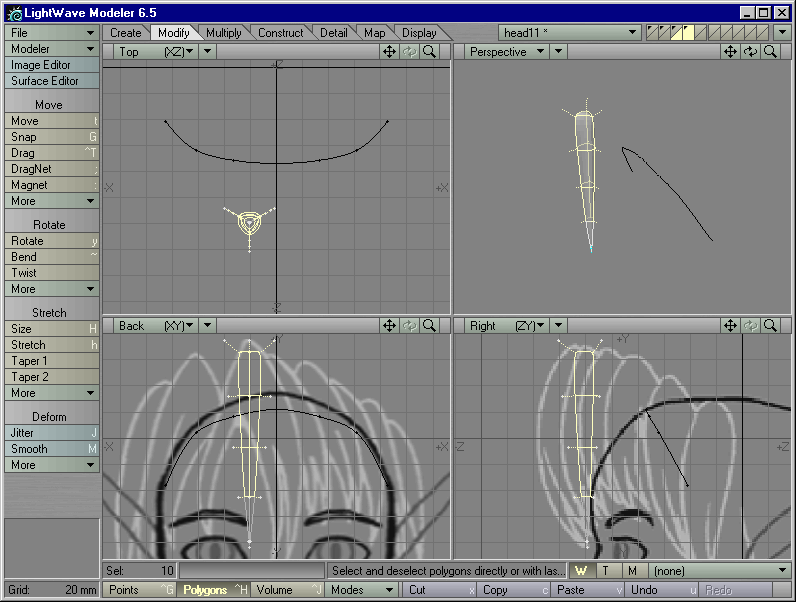 LightWave Modeler 6.5
File Create Modify Multiply Construct Detail Map Display head11 *
Modeler
Top (XZ) Perspective
Image Editor
Surface Editor
Move
Move t
Snap G
Drag ^T
DragNet ;
Magnet :
More
Rotate
Rotate y
Bend ~
Twist
More
Stretch
Size H
Stretch h
Taper 1
Taper 2
More
Deform
Jitter J
Smooth M
More
Z
-X +X
Z
Back (XY) Right (ZY)
+Y
-X +X -Z +Z
Sel: 10 Select and deselect polygons directly or with las... W T M (none)
Grid: 20 mm Points ^G Polygons ^H Volume ^J Modes Cut x Copy c Paste v Undo u Redo